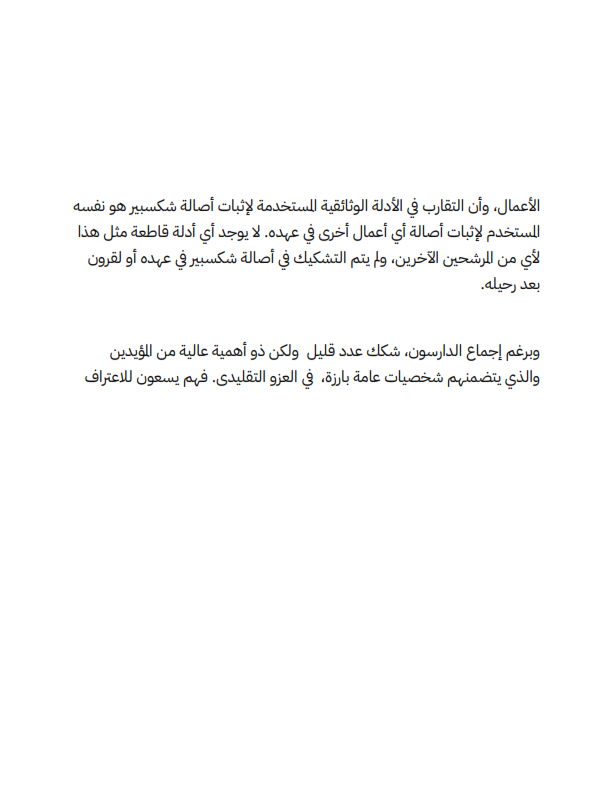 الأعمال، وأن التقارب في الأدلة الوثائقية المستخدمة لإثبات أصالة شكسبير هو نفسه
المستخدم لإثبات أصالة أي أعمال أخرى في عهده. لا يوجد أي أدلة قاطعة مثل هذا
لأي من المرشحين الآخرين، ولم يتم التشكيك في أصالة شكسبير في عهده أو لقرون
بعد رحيله.
وبرغم إجماع الدارسون، شكك عدد قليل  ولكن ذو أهمية عالية من المؤيدين
والذي يتضمنهم شخصيات عامة بارزة،  في العزو التقليدى. فهم يسعون للاعتراف